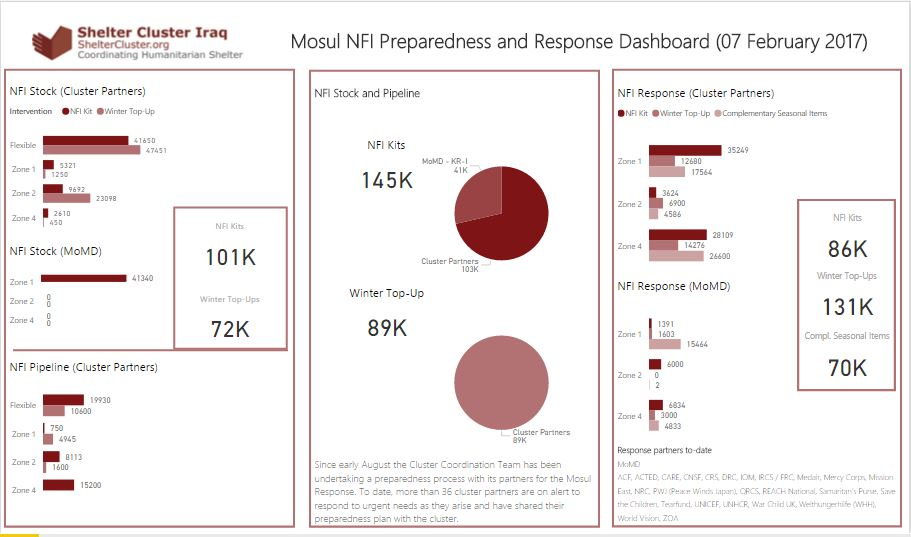 Shelter Cluster Iraq
ShelterCluster.org
Coordinating Humanitarian Shelter
Mosul NFI Preparedness and Response Dashboard (07 February 2017)
NFI Stock (Cluster Partners)
Intervention NFI Kit Winter Top-Up
Flexible 41650
47451
Zone 1 5321
1250
Zone 2 9692
23098
Zone 4 2610
450
NFI Stock (MoMD)
Zone 1 41340
Zone 2 0
0
Zone 4 0
0
NFI Kits
101K
Winter Top-Ups
72K
NFI Pipeline (Cluster Partners)
Flexible 19930
10600
Zone 1 750
4945
Zone 2 8113
1600
Zone 4 15200
NFI Stock and Pipeline
NFI Kits
145K
MoMD - KR-I
41K
Cluster Partners
103K
Winter Top-Up
89K
Cluster Partners
89K
Since early August the Cluster Coordination Team has been
undertaking a preparedness process with its partners for the Mosul
Response. To date, more than 36 cluster partners are on alert to
respond to urgent needs as they arise and have shared their
preparedness plan with the cluster.
NFI Response (Cluster Partners)
NFI Kit Winter Top-Up Complementary Seasonal Items
Zone 1 35249
12680
17564
Zone 2 3624
6900
4586
Zone 4 28109
14276
26600
NFI Response (MoMD)
Zone 1 1391
1603
15464
Zone 2 6000
0
2
Zone 4 6834
3000
4833
NFI Kits
86K
Winter Top-Ups
131K
Compl. Seasonal Items
70K
Response partners to-date
MoMD
ACF, ACTED, CARE, CNSF, CRS, DRC, IOM, IRCS / FRC, Medair, Mercy Corps, Mission
East, NRC, PWJ (Peace Winds Japan), QRCS, REACH National, Samaritan's Purse, Save
the Children, Tearfund, UNICEF, UNHCR, War Child UK, Welthungerhilfe (WHH),
World Vision, ZOA